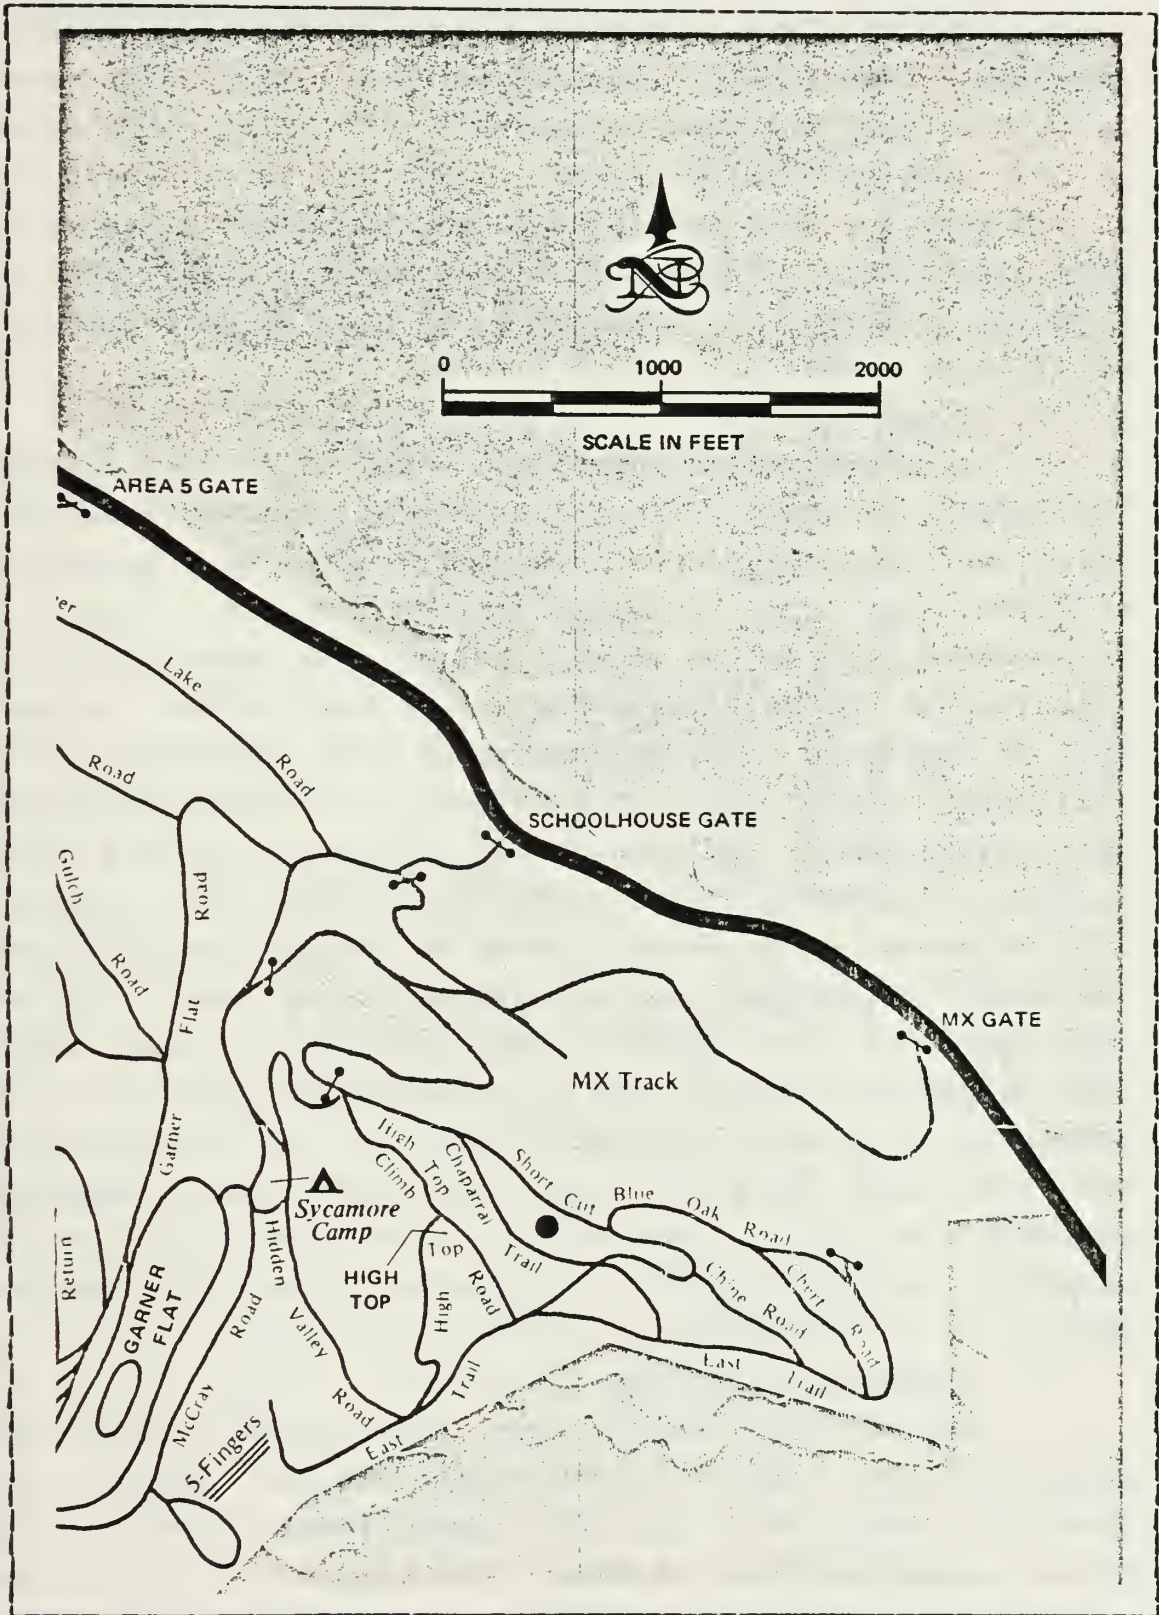 N
0 1000 2000
SCALE IN FEET
AREA 5 GATE
Lake
Road
Road
SCHOOLHOUSE GATE
Gulch
Road
Road
Flat
Garner
MX GATE
MX Track
High
Top
Climb
Chaparral
Trail
Short
Cut
Blue
Oak
Road
Sycamore
Camp
Hidden
Valley
Road
HIGH
TOP
Top
High
Road
Chine
Road
Chert
Road
Return
GARNER
FLAT
Road
McCray
5-Fingers
East
Trail
East
Trail